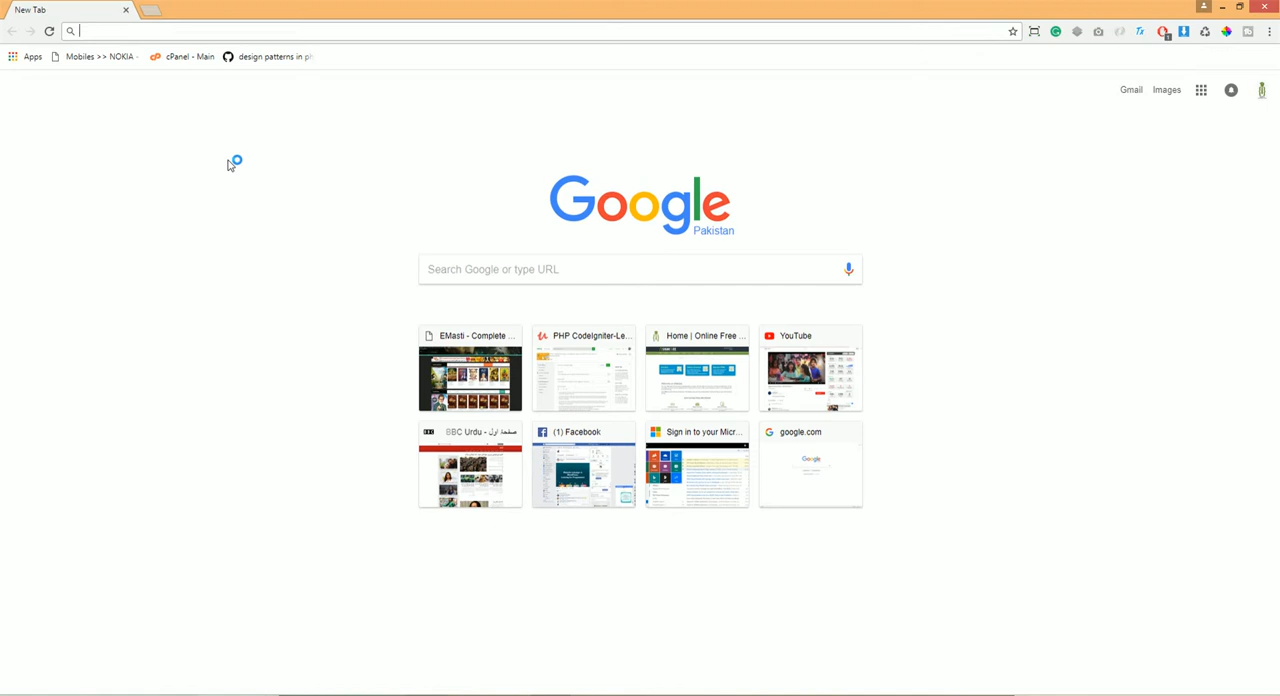 New Tab
Apps
Mobiles >> NOKIA -
cPanel - Main
design patterns in ph
Gmail
Images
Google
Pakistan
Search Google or type URL
EMasti - Complete ...
PHP CodeIgniter-Le...
Home | Online Free ...
YouTube
BBC Urdu - صفحۂ اول
(1) Facebook
Sign in to your Micr...
google.com